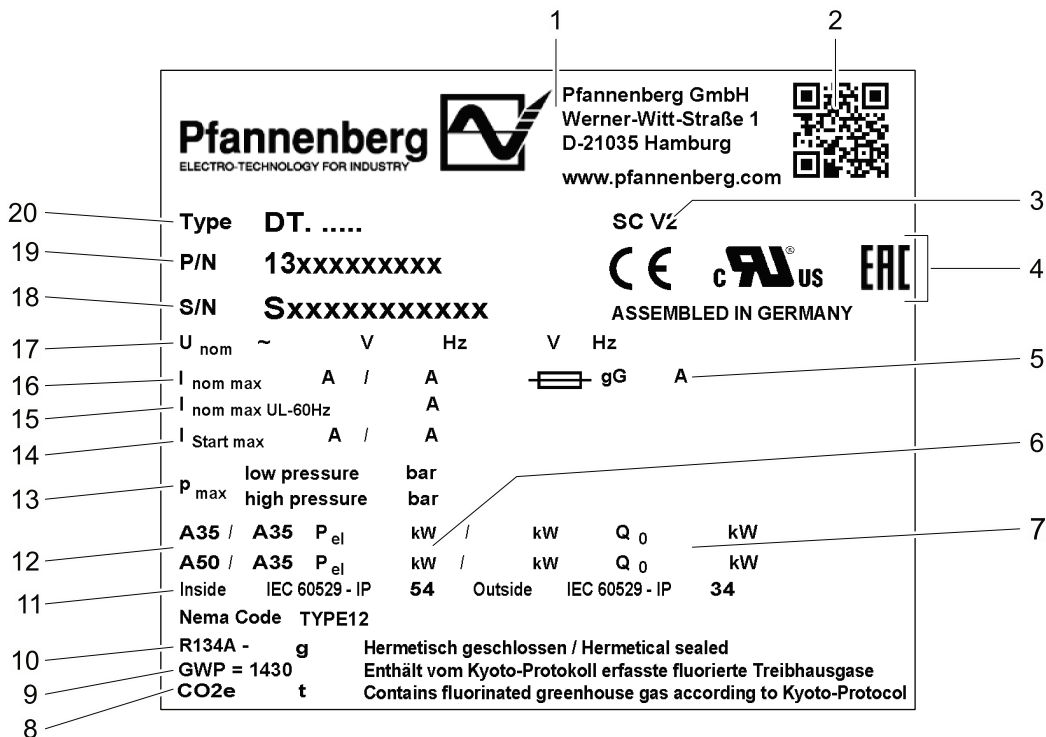 1 2
Pfannenberg
ELECTRO-TECHNOLOGY FOR INDUSTRY
Pfannenberg GmbH
Werner-Witt-Straße 1
D-21035 Hamburg
www.pfannenberg.com
20 Type DT. ..... SC V2 3
19 P/N 13xxxxxxxxx CE c RU® US EAC 4
18 S/N Sxxxxxxxxxxx ASSEMBLED IN GERMANY
17 U nom ~ V Hz V Hz
16 I nom max A / A gG A 5
15 I nom max UL-60Hz A
14 I Start max A / A
13 p max low pressure bar 6
high pressure bar
12 A35 / A35 P el kW / kW Q 0 kW 7
A50 / A35 P el kW / kW Q 0 kW
11 Inside IEC 60529 - IP 54 Outside IEC 60529 - IP 34
Nema Code TYPE12
10 R134A - g Hermetisch geschlossen / Hermetical sealed
9 GWP = 1430 Enthält vom Kyoto-Protokoll erfasste fluorierte Treibhausgase
8 CO2e t Contains fluorinated greenhouse gas according to Kyoto-Protocol